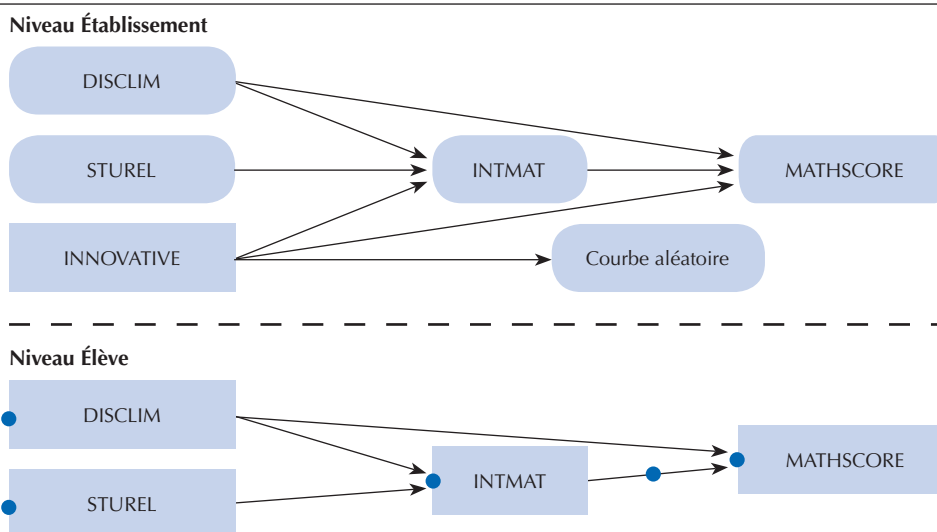 Niveau Établissement
DISCLIM
STUREL
INTMAT
MATHSCORE
INNOVATIVE
Courbe aléatoire
Niveau Élève
DISCLIM
INTMAT
MATHSCORE
STUREL